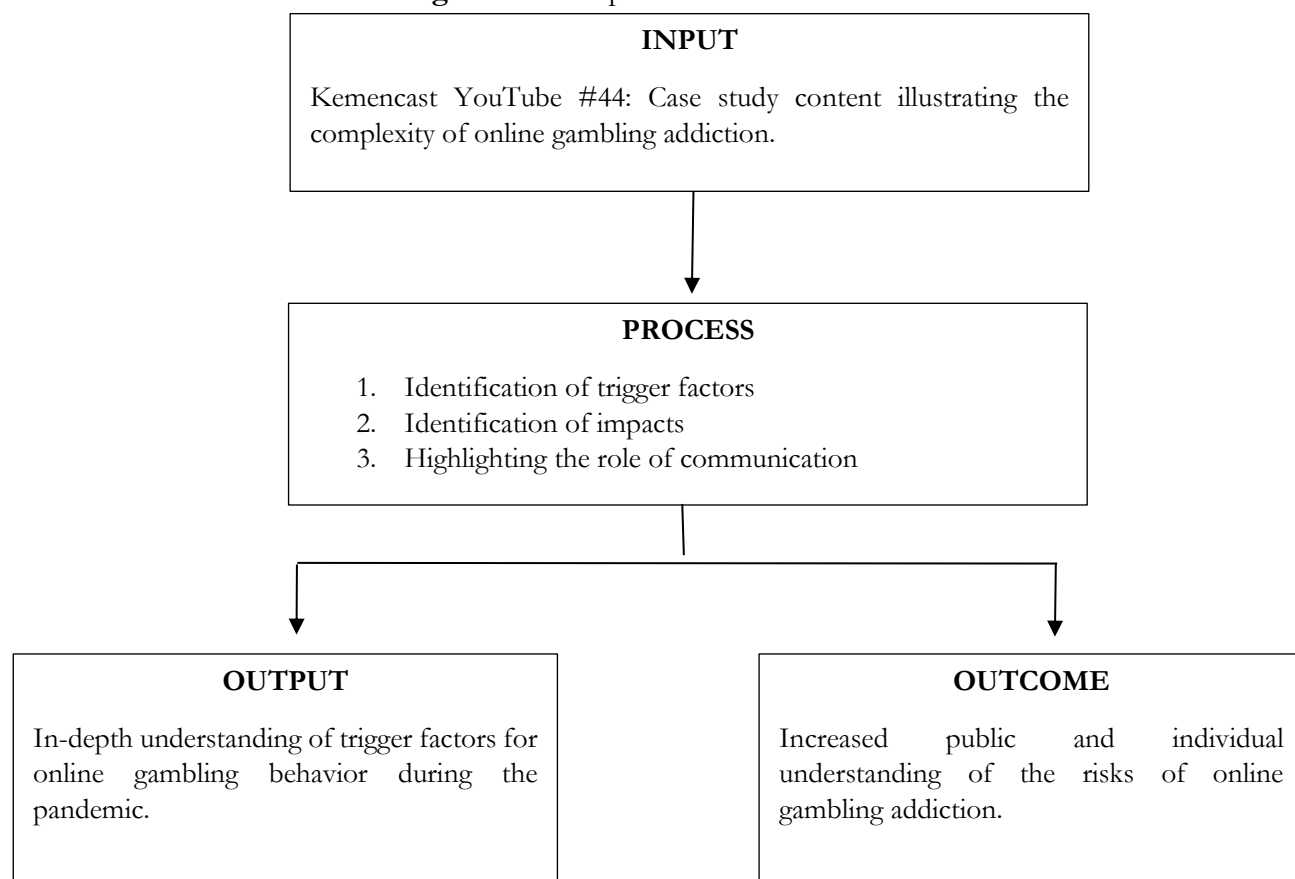 INPUT
Kemencast YouTube #44: Case study content illustrating the
complexity of online gambling addiction.
PROCESS
1. Identification of trigger factors
2. Identification of impacts
3. Highlighting the role of communication
OUTPUT
In-depth understanding of trigger factors for
online gambling behavior during the
pandemic.
OUTCOME
Increased public and individual
understanding of the risks of online
gambling addiction.